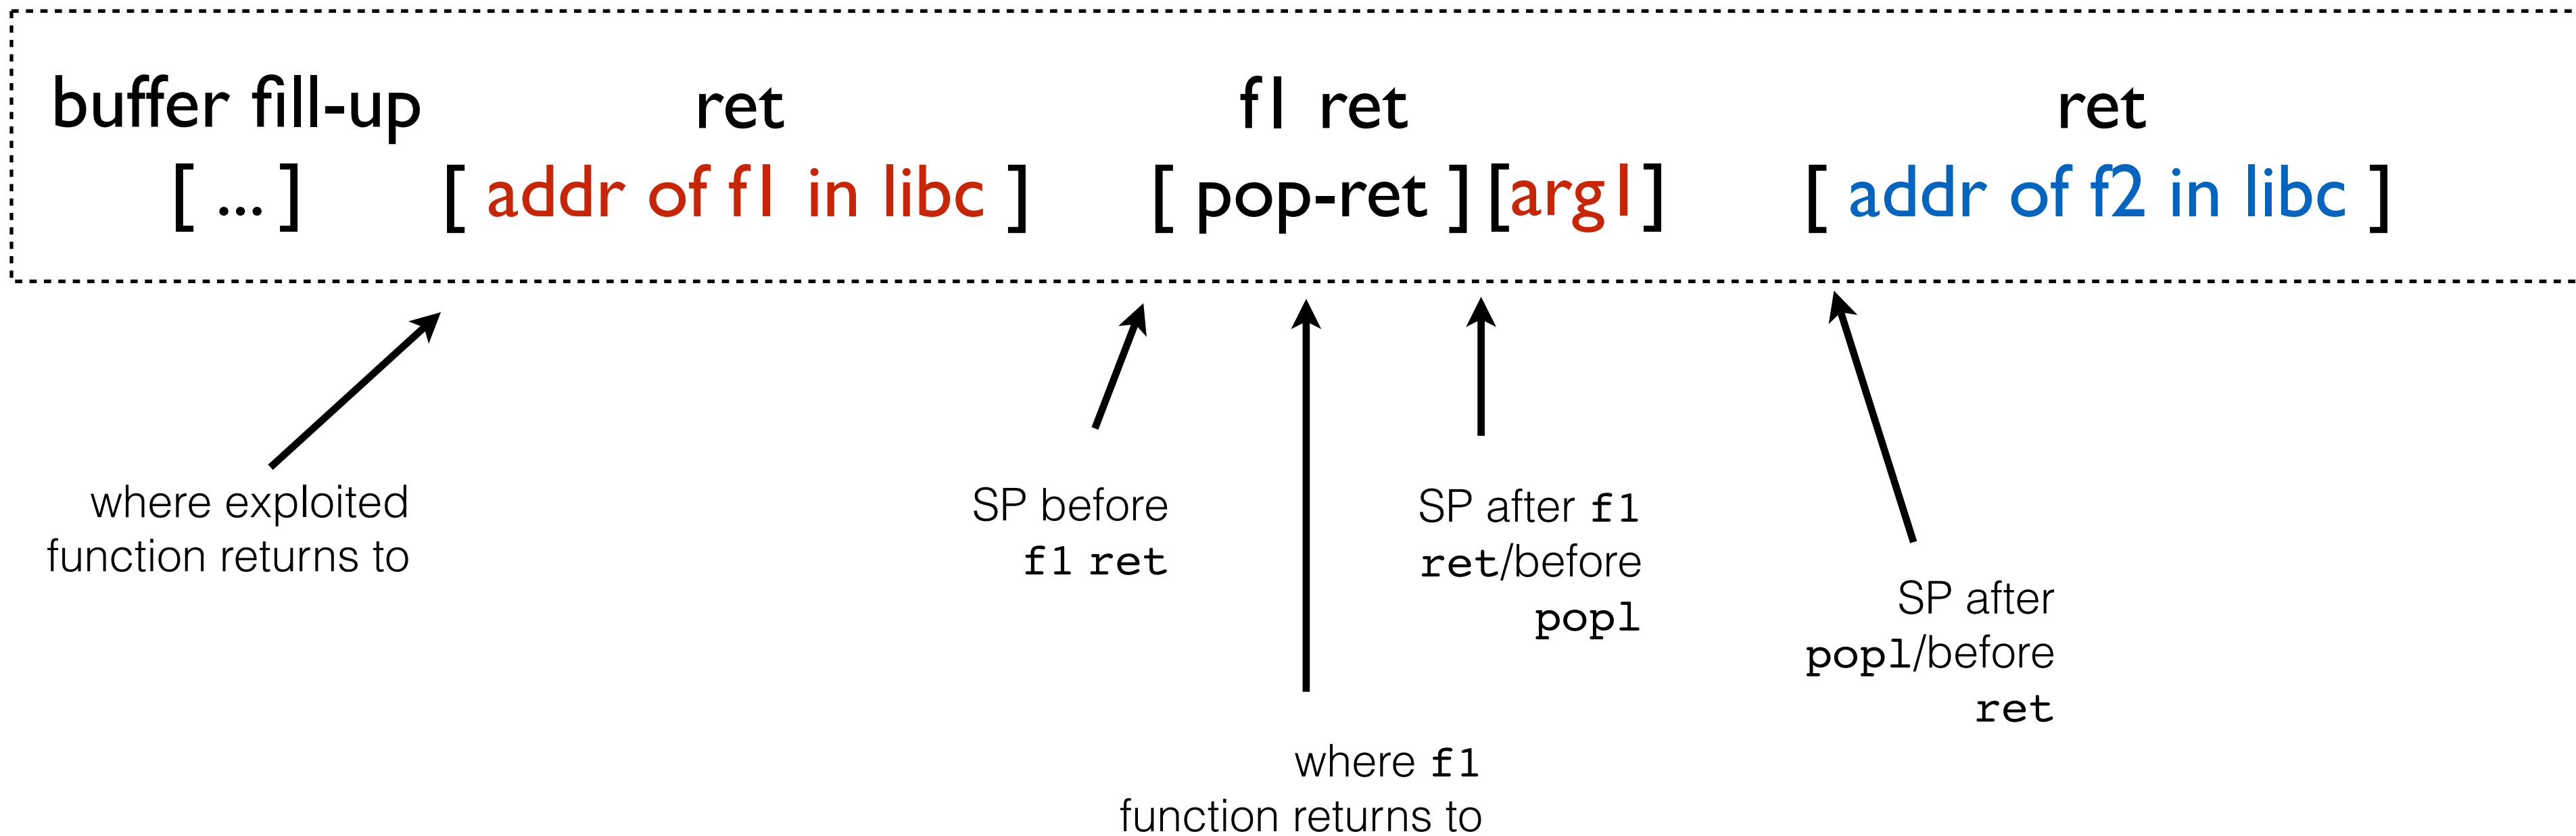 buffer fill-up ret f1 ret ret
[ ... ] [ addr of f1 in libc ] [ pop-ret ] [arg1] [ addr of f2 in libc ]
where exploited
function returns to
SP before
f1 ret
where f1
function returns to
SP after f1
ret/before
popl
SP after
popl/before
ret